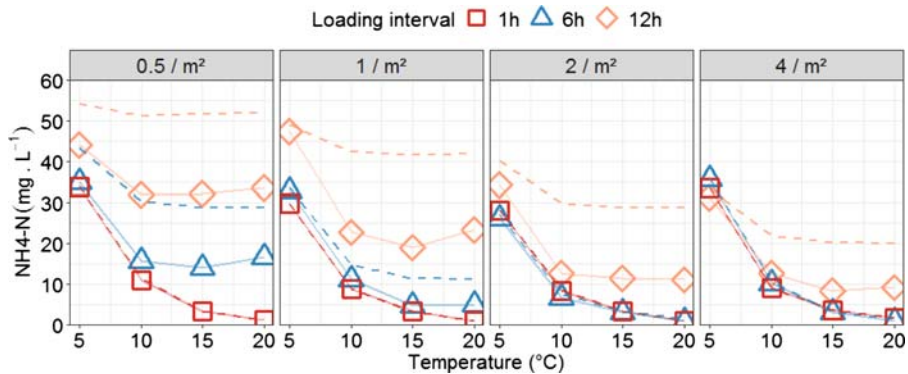 Loading interval 1h 6h 12h
0.5 / m² 1 / m² 2 / m² 4 / m²
60
50
40
30
20
10
0
NH4-N (mg . L⁻¹)
5 10 15 20 5 10 15 20 5 10 15 20 5 10 15 20
Temperature (°C)